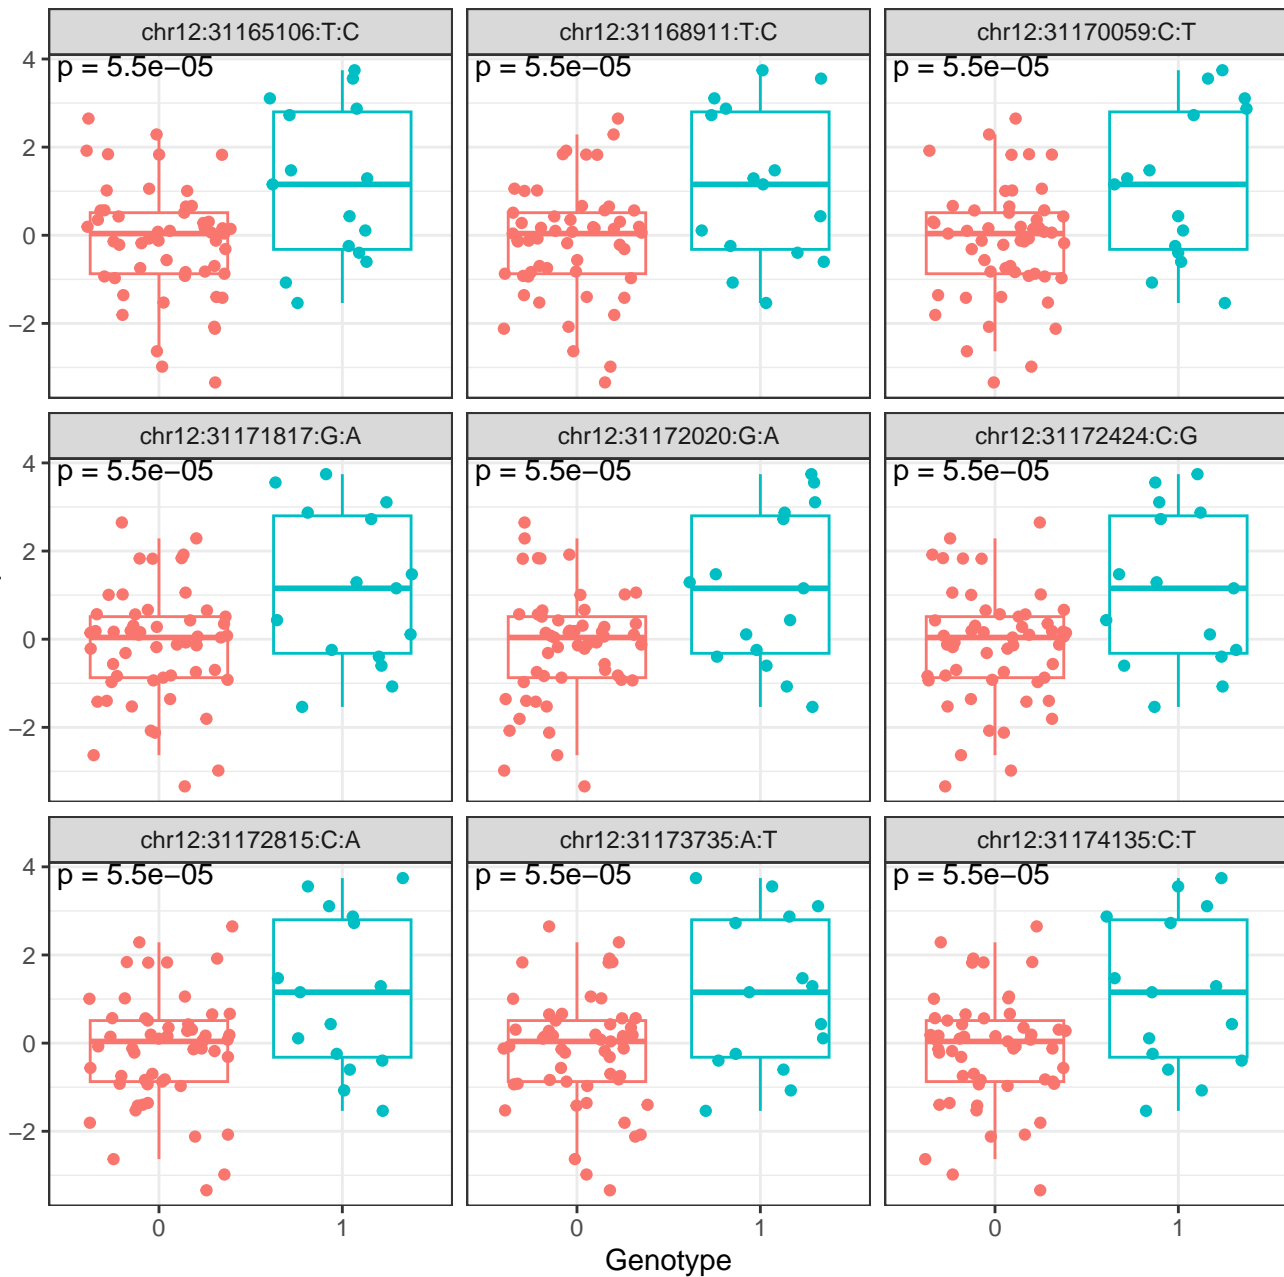 chr12:31165106:T:C chr12:31168911:T:C chr12:31170059:C:T
p = 5.5e−05 p = 5.5e−05 p = 5.5e−05
4
2
0
−2
chr12:31171817:G:A chr12:31172020:G:A chr12:31172424:C:G
p = 5.5e−05 p = 5.5e−05 p = 5.5e−05
4
2
0
−2
chr12:31172815:C:A chr12:31173735:A:T chr12:31174135:C:T
p = 5.5e−05 p = 5.5e−05 p = 5.5e−05
4
2
0
−2
0 1 0 1 0 1
Genotype